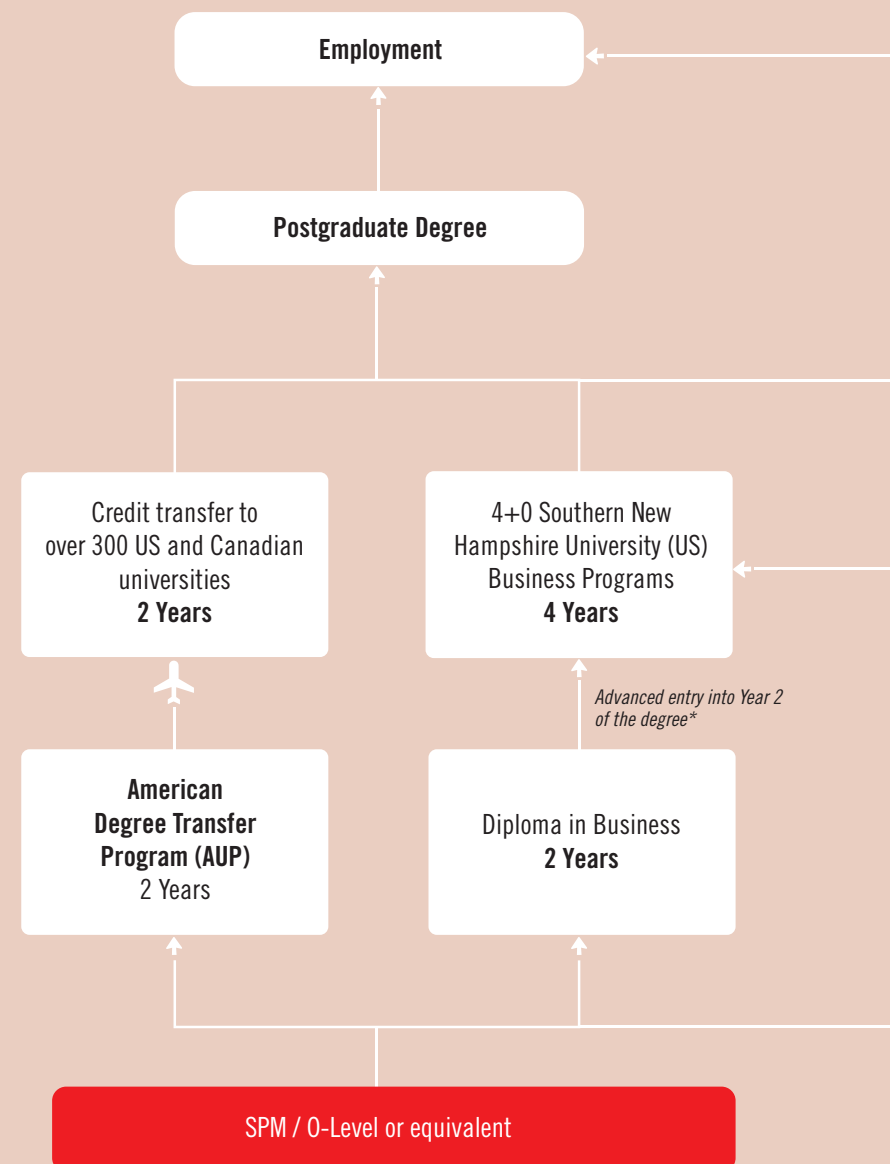 Employment
Postgraduate Degree
Credit transfer to
over 300 US and Canadian
universities
2 Years
4+0 Southern New
Hampshire University (US)
Business Programs
4 Years
Advanced entry into Year 2
of the degree*
American
Degree Transfer
Program (AUP)
2 Years
Diploma in Business
2 Years
SPM / O-Level or equivalent